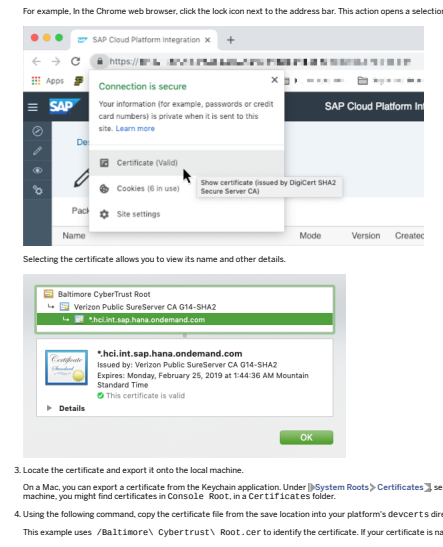 For example, In the Chrome web browser, click the lock icon next to the address bar. This action opens a selection
SAP Cloud Platform Integration × +
https://
Apps
SAP
SAP Cloud Platform Int
Connection is secure ×
Your information (for example, passwords or credit
card numbers) is private when it is sent to this
site. Learn more
Certificate (Valid)
Show certificate (issued by DigiCert SHA2
Secure Server CA)
Cookies (6 in use)
Site settings
De
Pack
Name Mode Version Created
Selecting the certificate allows you to view its name and other details.
Baltimore CyberTrust Root
Verizon Public SureServer CA G14-SHA2
*.hci.int.sap.hana.ondemand.com
Certificate
Standard
*.hci.int.sap.hana.ondemand.com
Issued by: Verizon Public SureServer CA G14-SHA2
Expires: Monday, February 25, 2019 at 1:44:36 AM Mountain
Standard Time
This certificate is valid
Details
OK
3. Locate the certificate and export it onto the local machine.
On a Mac, you can export a certificate from the Keychain application. Under System Roots > Certificates , se
machine, you might find certificates in Console Root, in a Certificates folder.
4. Using the following command, copy the certificate file from the save location into your platform's devcerts dire
This example uses /Baltimore\ Cybertrust\ Root.cer to identify the certificate. If your certificate is na